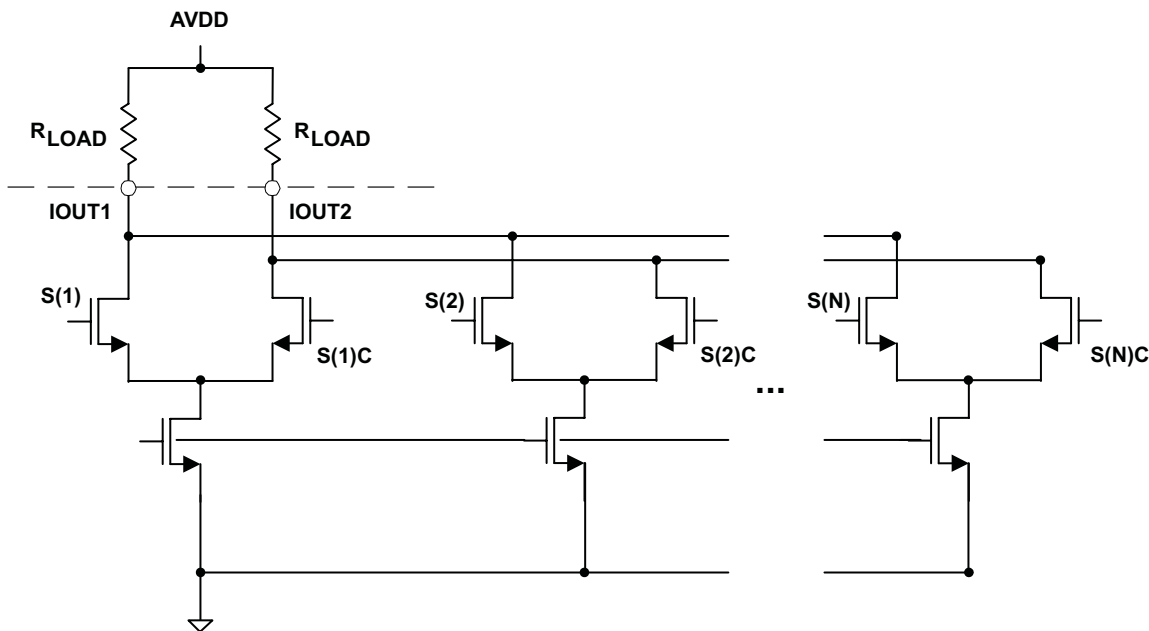 AVDD
RLOAD
RLOAD
IOUT1
IOUT2
S(1)
S(1)C
S(2)
S(2)C
...
S(N)
S(N)C